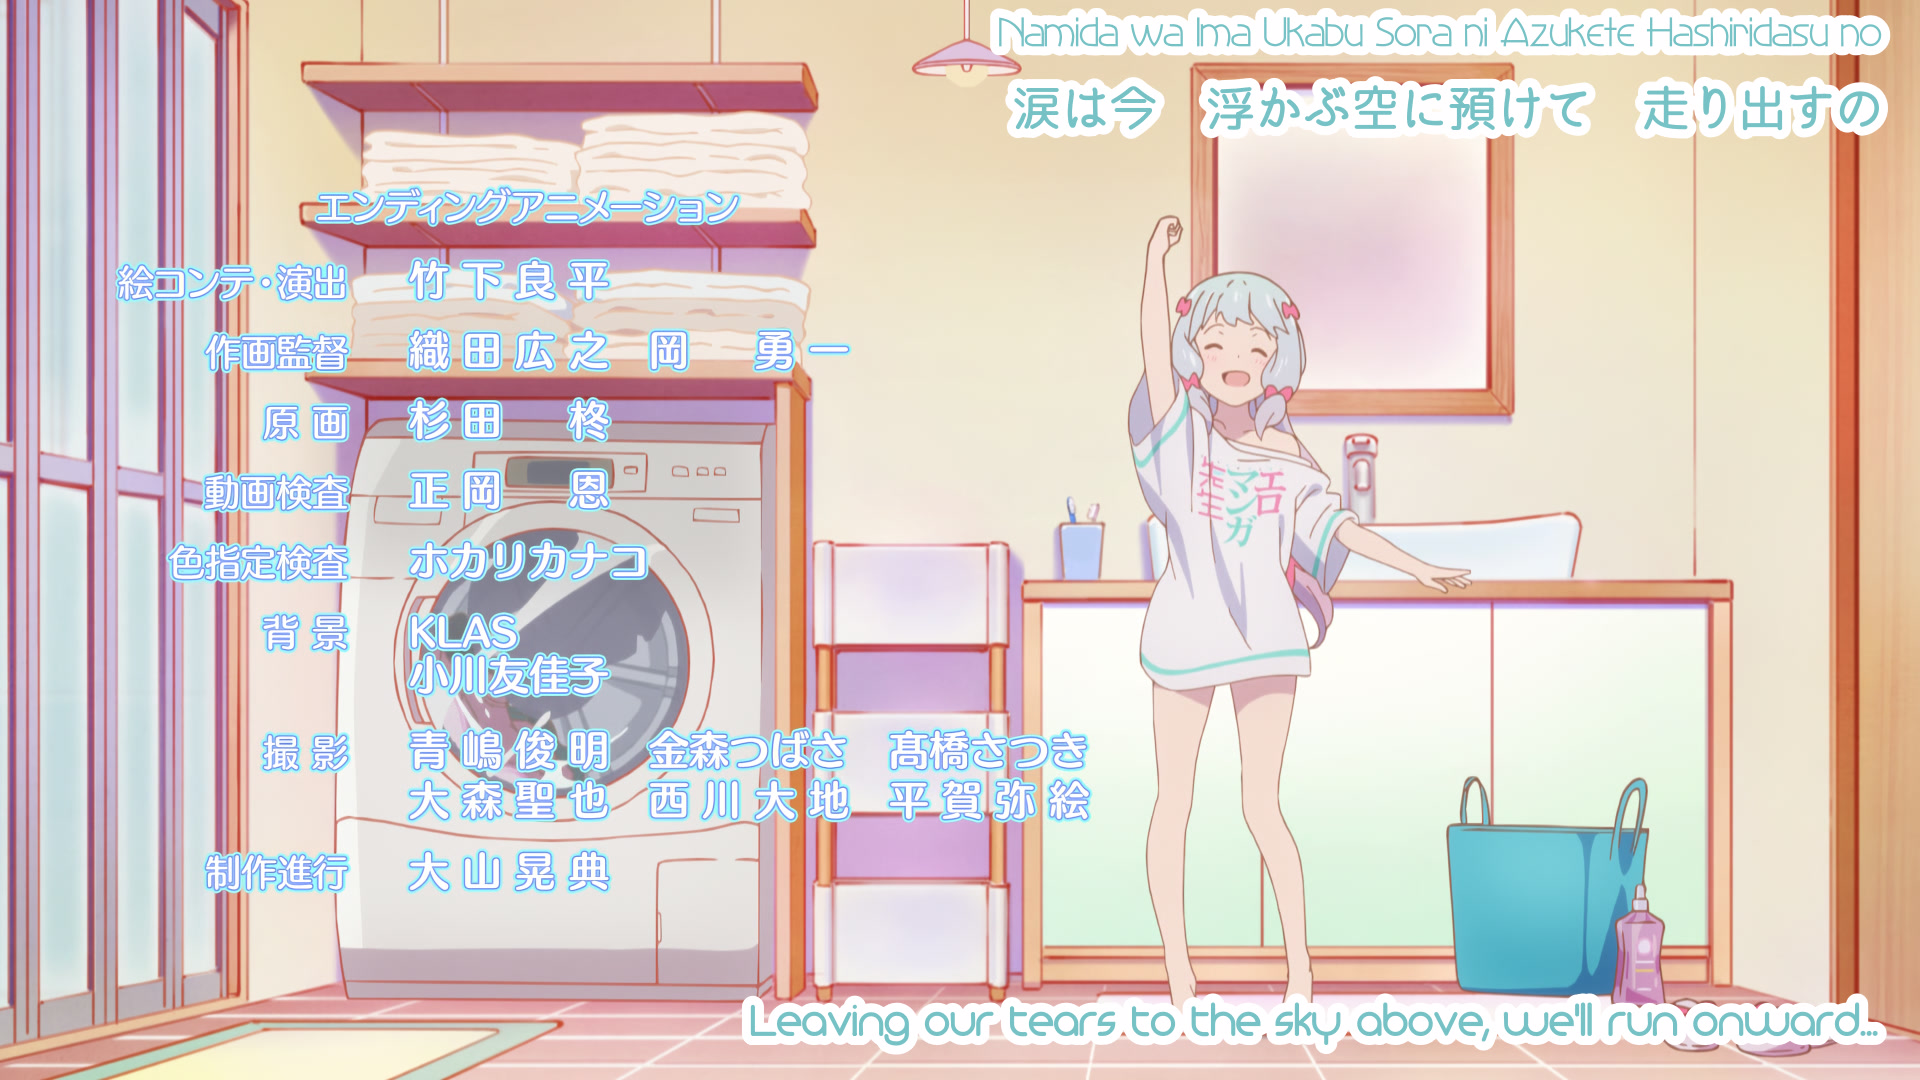 Namida wa Ima Ukabu Sora ni Azukete Hashiridasu no
涙は今　浮かぶ空に預けて　走り出すの
エンディングアニメーション
絵コンテ・演出　竹下良平
作画監督　織田広之　岡　勇一
原画　杉田　柊
動画検査　正岡　恩
色指定検査　ホカリカナコ
背景　KLAS
小川友佳子
撮影　青嶋俊明　金森つばさ　髙橋さつき
大森聖也　西川大地　平賀弥絵
制作進行　大山晃典
エロ
マンガ
先生
Leaving our tears to the sky above, we'll run onward...